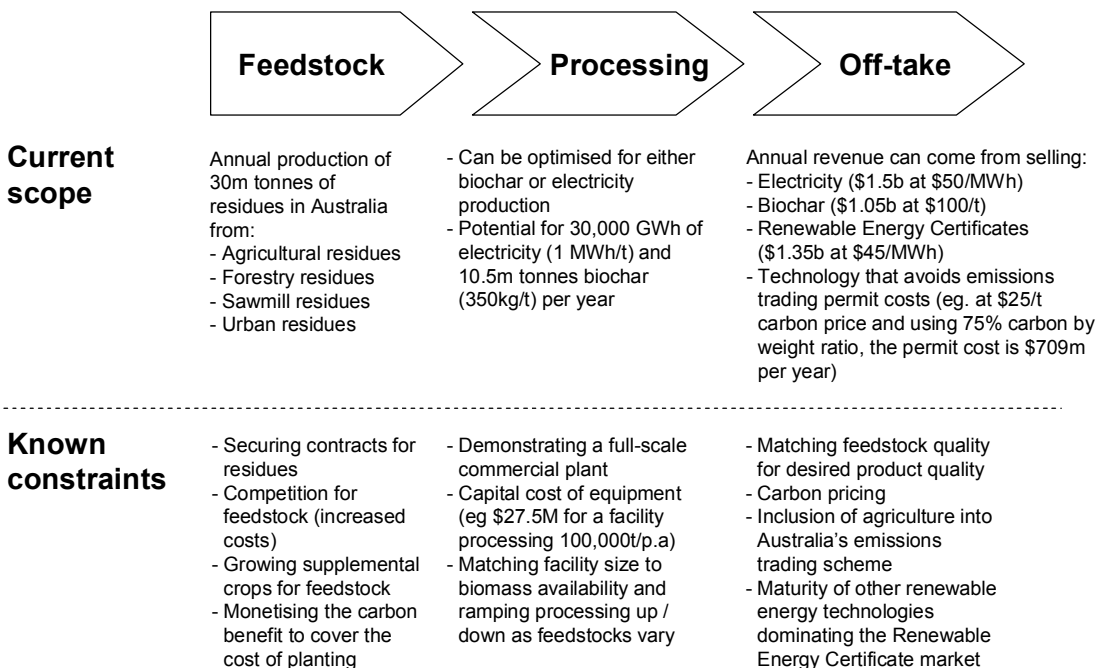 Feedstock
Processing
Off-take
Current
scope
Annual production of
30m tonnes of
residues in Australia
from:
- Agricultural residues
- Forestry residues
- Sawmill residues
- Urban residues
- Can be optimised for either
biochar or electricity
production
- Potential for 30,000 GWh of
electricity (1 MWh/t) and
10.5m tonnes biochar
(350kg/t) per year
Annual revenue can come from selling:
- Electricity ($1.5b at $50/MWh)
- Biochar ($1.05b at $100/t)
- Renewable Energy Certificates
($1.35b at $45/MWh)
- Technology that avoids emissions
trading permit costs (eg. at $25/t
carbon price and using 75% carbon by
weight ratio, the permit cost is $709m
per year)
Known
constraints
- Securing contracts for
residues
- Competition for
feedstock (increased
costs)
- Growing supplemental
crops for feedstock
- Monetising the carbon
benefit to cover the
cost of planting
- Demonstrating a full-scale
commercial plant
- Capital cost of equipment
(eg $27.5M for a facility
processing 100,000t/p.a)
- Matching facility size to
biomass availability and
ramping processing up /
down as feedstocks vary
- Matching feedstock quality
for desired product quality
- Carbon pricing
- Inclusion of agriculture into
Australia's emissions
trading scheme
- Maturity of other renewable
energy technologies
dominating the Renewable
Energy Certificate market